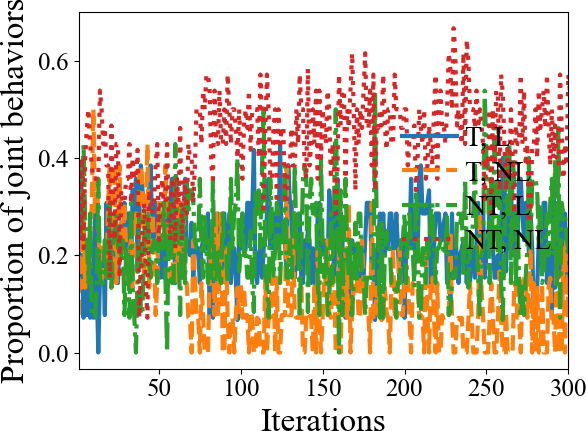 Proportion of joint behaviors
0.6
0.4
0.2
0.0
T, L
T, NL
NT, L
NT, NL
50
100
150
200
250
300
Iterations